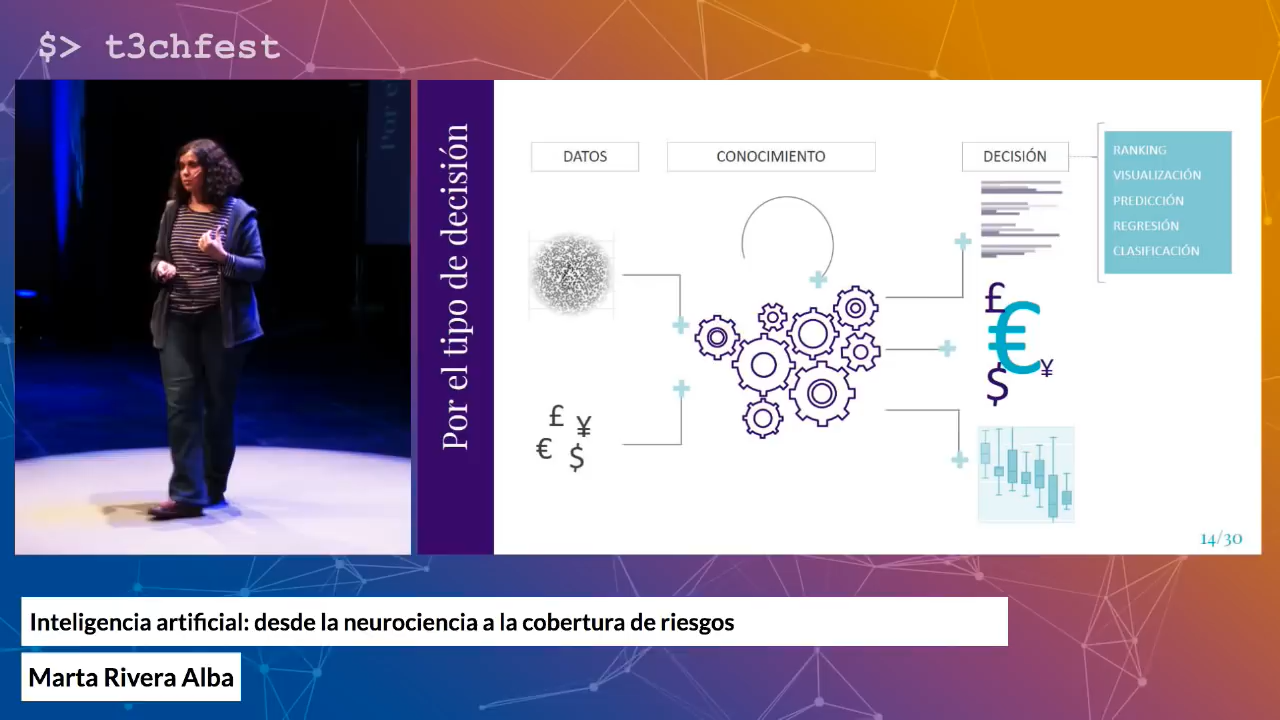 $> t3chfest
Por el tipo de decisión
DATOS
CONOCIMIENTO
DECISIÓN
RANKING
VISUALIZACIÓN
PREDICCIÓN
REGRESIÓN
CLASIFICACIÓN
£
€
¥
$
£ ¥
€ $
14/30
Inteligencia artificial: desde la neurociencia a la cobertura de riesgos
Marta Rivera Alba